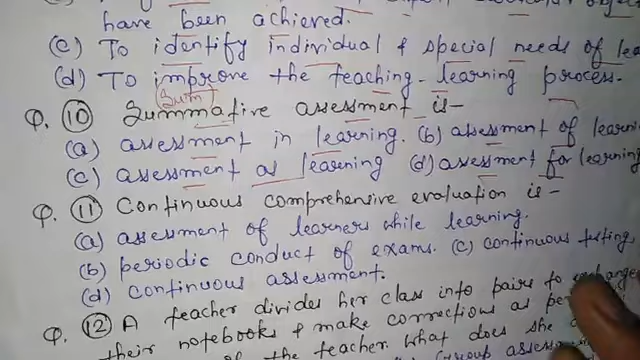 have been achieved.
(c) To identify individual & special needs of lea
(d) To improve the teaching-learning process.
(Sum)
Q. 10 Summative assessment is-
(a) assessment in learning. (b) assessment of learni
(c) assessment as learning (d) assessment for learning
Q. 11 Continuous comprehensive evaluation is -
(a) assessment of learners while learning.
(b) periodic conduct of exams. (c) continuous testing,
(d) continuous assessment.
Q. 12 A teacher divides her class into pairs to exchange
their notebooks & make corrections as per
of the teacher what does she